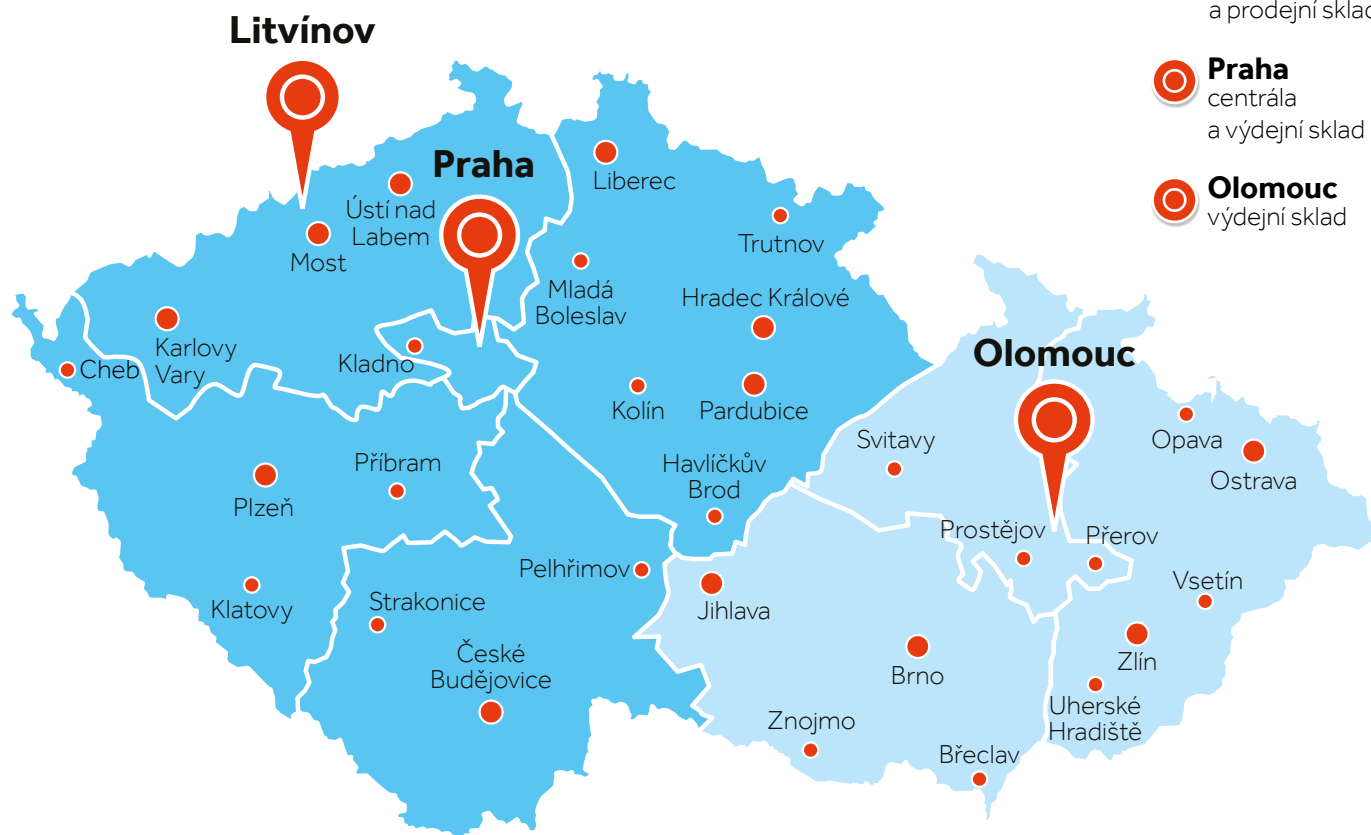 a prodejní sklad
Litvínov
Praha
centrála
a výdejní sklad
Praha
Liberec
Olomouc
výdejní sklad
Ústí nad
Labem
Most
Trutnov
Mladá
Boleslav
Hradec Králové
Karlovy
Vary
Cheb
Kladno
Olomouc
Kolín
Pardubice
Svitavy
Opava
Ostrava
Příbram
Havlíčkův
Brod
Plzeň
Prostějov
Přerov
Pelhřimov
Vsetín
Klatovy
Strakonice
Jihlava
České
Budějovice
Brno
Zlín
Uherské
Hradiště
Znojmo
Břeclav